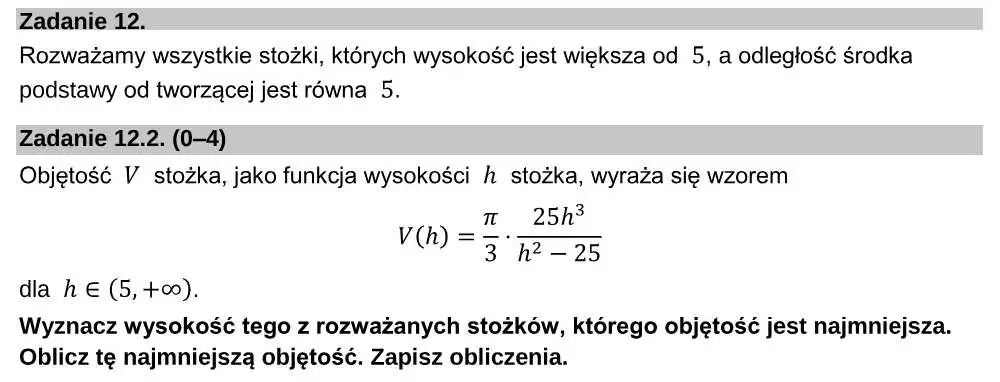 Zadanie 12.
Rozważamy wszystkie stożki, których wysokość jest większa od 5, a odległość środka
podstawy od tworzącej jest równa 5.
Zadanie 12.2. (0–4)
Objętość V stożka, jako funkcja wysokości h stożka, wyraża się wzorem
V(h) = π/3 · 25h³/(h² − 25)
dla h ∈ (5, +∞).
Wyznacz wysokość tego z rozważanych stożków, którego objętość jest najmniejsza.
Oblicz tę najmniejszą objętość. Zapisz obliczenia.